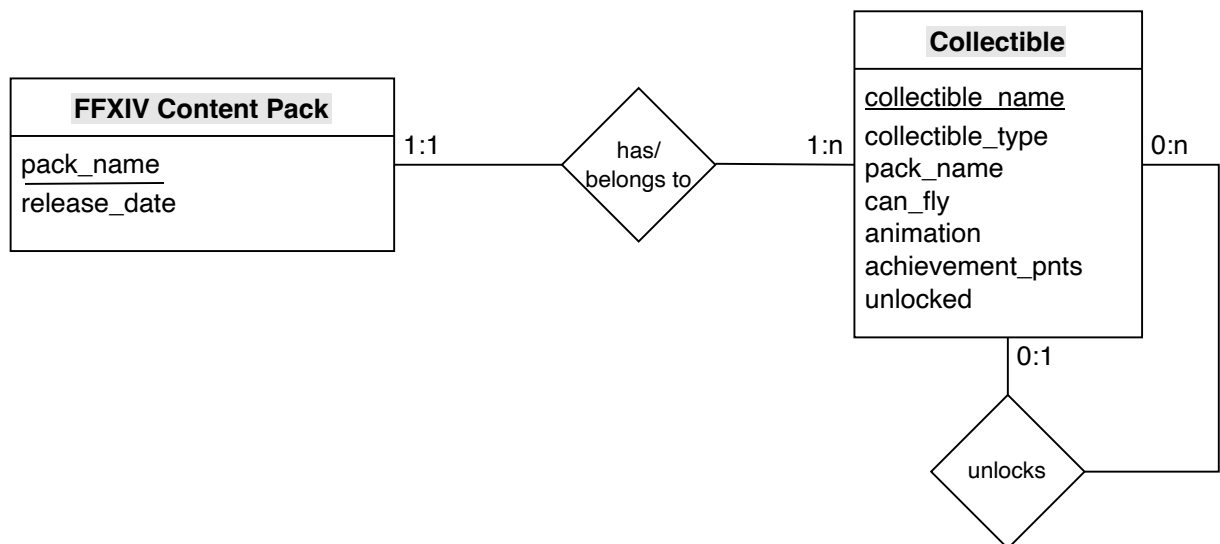 FFXIV Content Pack
pack_name
release_date
1:1
has/
belongs to
1:n
Collectible
collectible_name
collectible_type
pack_name
can_fly
animation
achievement_pnts
unlocked
0:n
0:1
unlocks